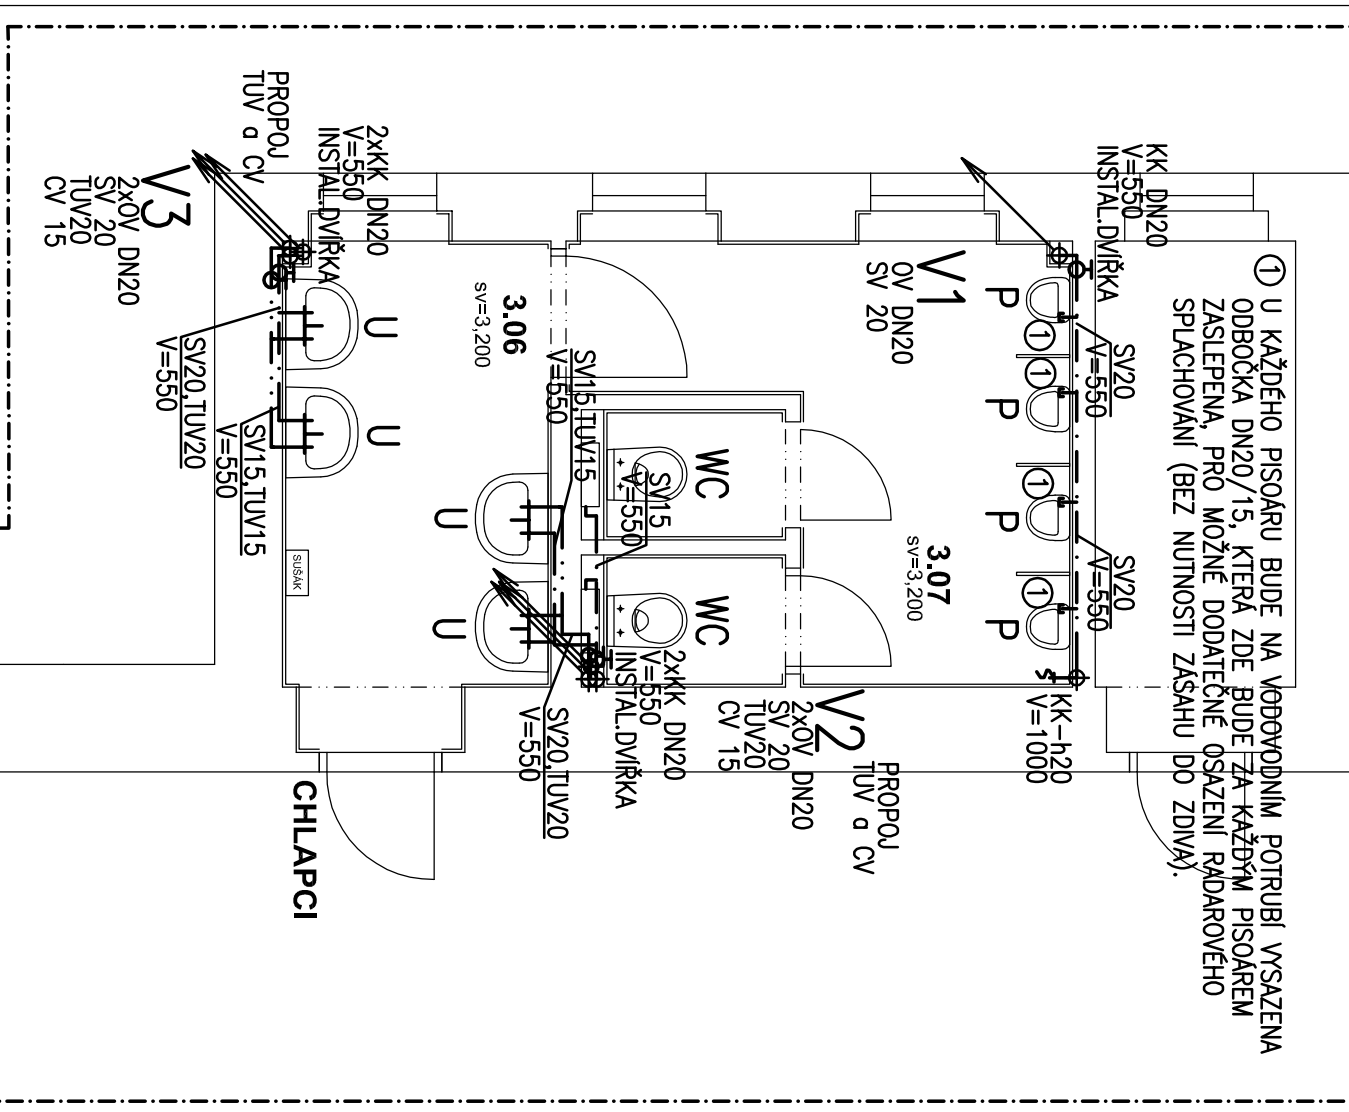 ① U KAŽDÉHO PISOÁRU BUDE NA VODOVODNÍM POTRUBÍ VYSAZENA
ODBOČKA DN20/15, KTERÁ ZDE BUDE ZA KAŽDÝM PISOÁREM
ZASLEPENA, PRO MOŽNÉ DODATEČNÉ OSAZENÍ RADAROVÉHO
SPLACHOVÁNÍ (BEZ NUTNOSTI ZÁSAHU DO ZDIVA).
KK DN20
V=550
INSTAL.DVÍŘKA
SV20
V=550
SV20
V=550
KK-h20
V=1000
①
①
①
①
P
P
P
P
V1
OV DN20
SV 20
3.07
sv=3,200
PROPOJ
TUV a CV
V2
2xOV DN20
SV 20
TUV20
CV 15
WC
WC
2xKK DN20
V=550
INSTAL.DVÍŘKA
SV15
V=550
SV15,TUV15
V=550
SV20,TUV20
V=550
3.06
sv=3,200
U
U
U
U
2xKK DN20
V=550
INSTAL.DVÍŘKA
SUŠÁK
CHLAPCI
PROPOJ
TUV a CV
SV15,TUV15
V=550
SV20,TUV20
V=550
V3
2xOV DN20
SV 20
TUV20
CV 15